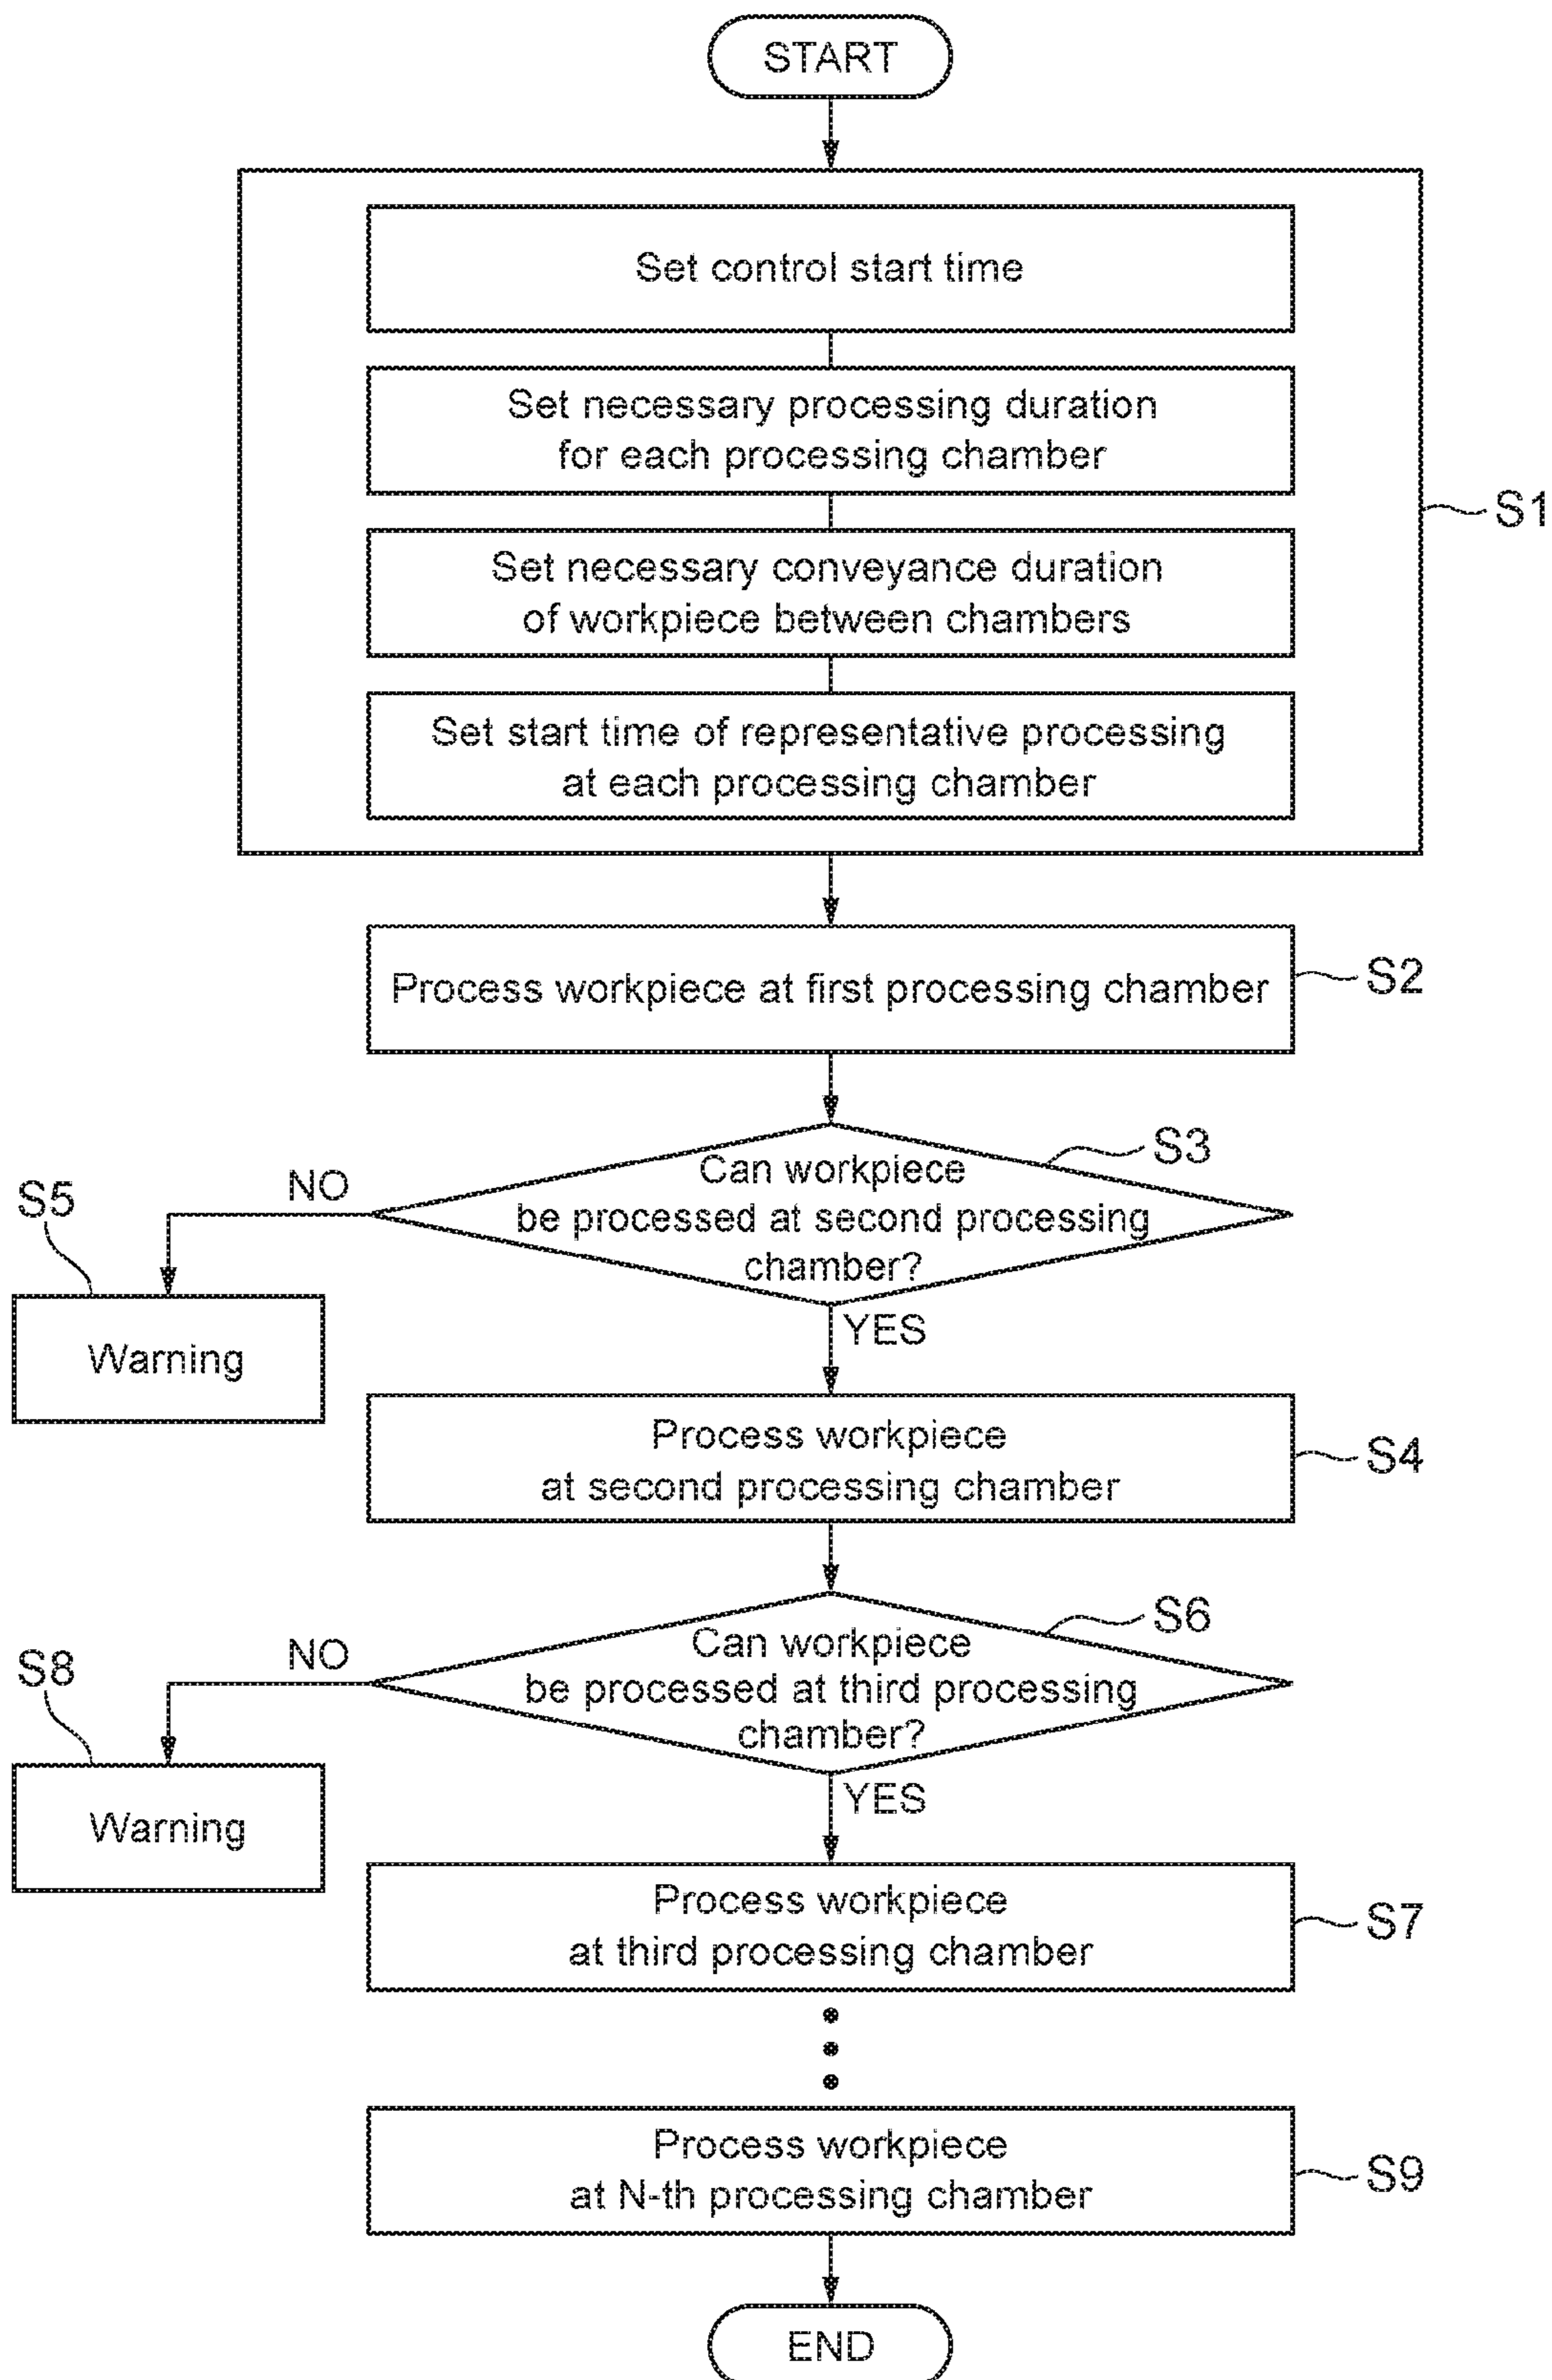 START
Set control start time
Set necessary processing duration
for each processing chamber
Set necessary conveyance duration
of workpiece between chambers
Set start time of representative processing
at each processing chamber
S1
Process workpiece at first processing chamber
S2
Can workpiece
be processed at second processing
chamber?
S3
NO
S5
Warning
YES
Process workpiece
at second processing chamber
S4
Can workpiece
be processed at third processing
chamber?
S6
NO
S8
Warning
YES
Process workpiece
at third processing chamber
S7
Process workpiece
at N-th processing chamber
S9
END